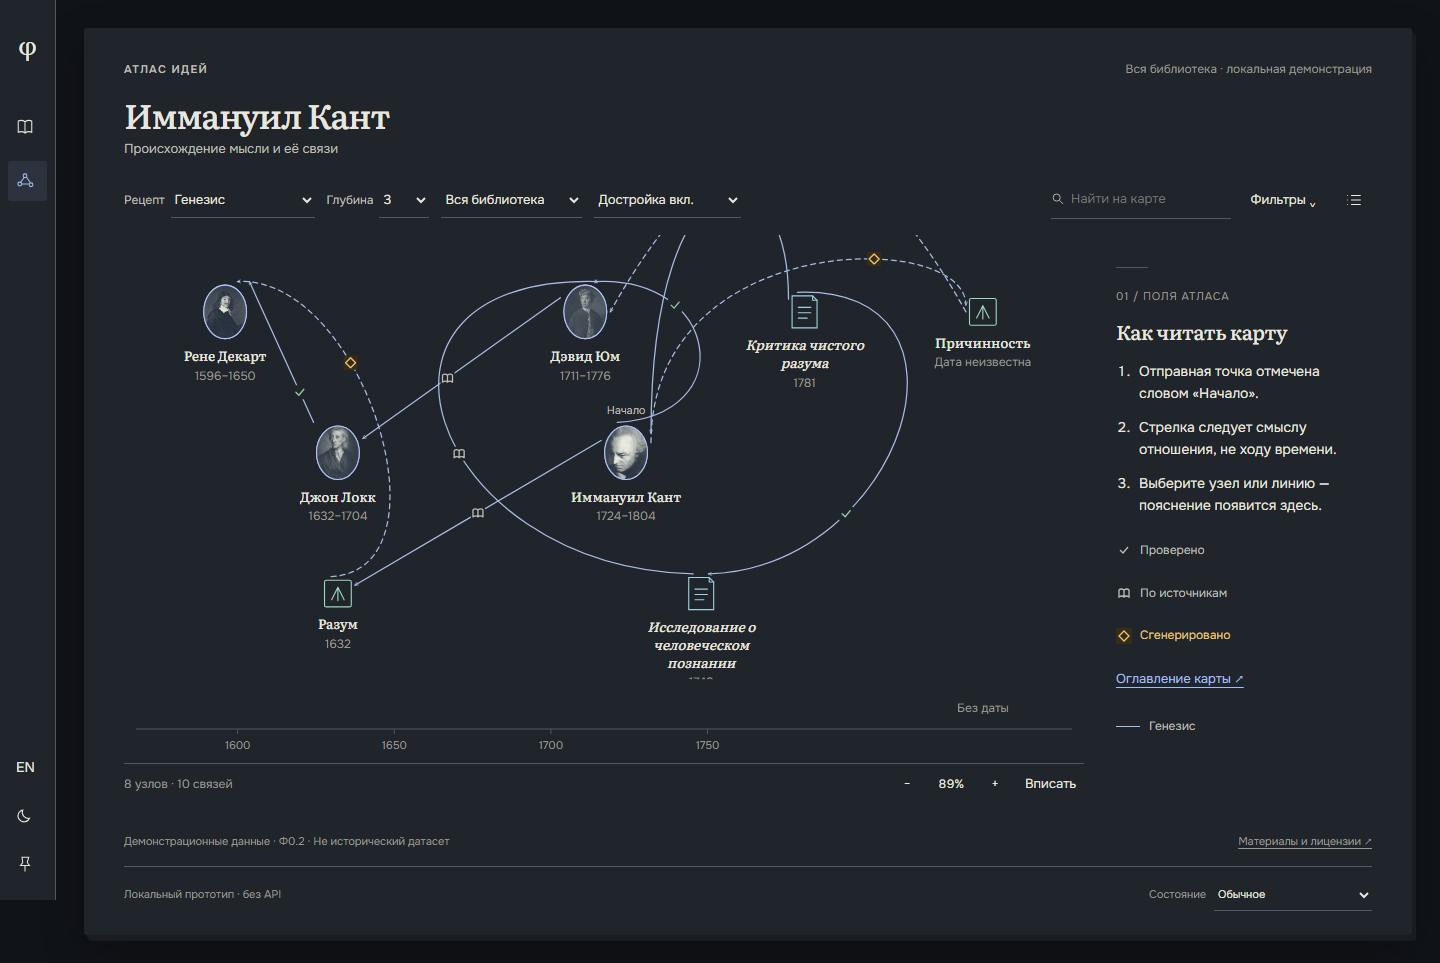 φ
АТЛАС ИДЕЙ
Вся библиотека · локальная демонстрация
Иммануил Кант
Происхождение мысли и её связи
Рецепт Генезис Глубина 3 Вся библиотека Достройка вкл.
Найти на карте Фильтры
Рене Декарт
1596–1650
Дэвид Юм
1711–1776
Критика чистого
разума
1781
Причинность
Дата неизвестна
Начало
Джон Локк
1632–1704
Иммануил Кант
1724–1804
Разум
1632
Исследование о
человеческом
познании
Без даты
1600 1650 1700 1750
8 узлов · 10 связей
− 89% + Вписать
01 / ПОЛЯ АТЛАСА
Как читать карту
1. Отправная точка отмечена
словом «Начало».
2. Стрелка следует смыслу
отношения, не ходу времени.
3. Выберите узел или линию —
пояснение появится здесь.
Проверено
По источникам
Сгенерировано
Оглавление карты ↗
Генезис
EN
Демонстрационные данные · Ф0.2 · Не исторический датасет
Материалы и лицензии ↗
Локальный прототип · без API
Состояние Обычное